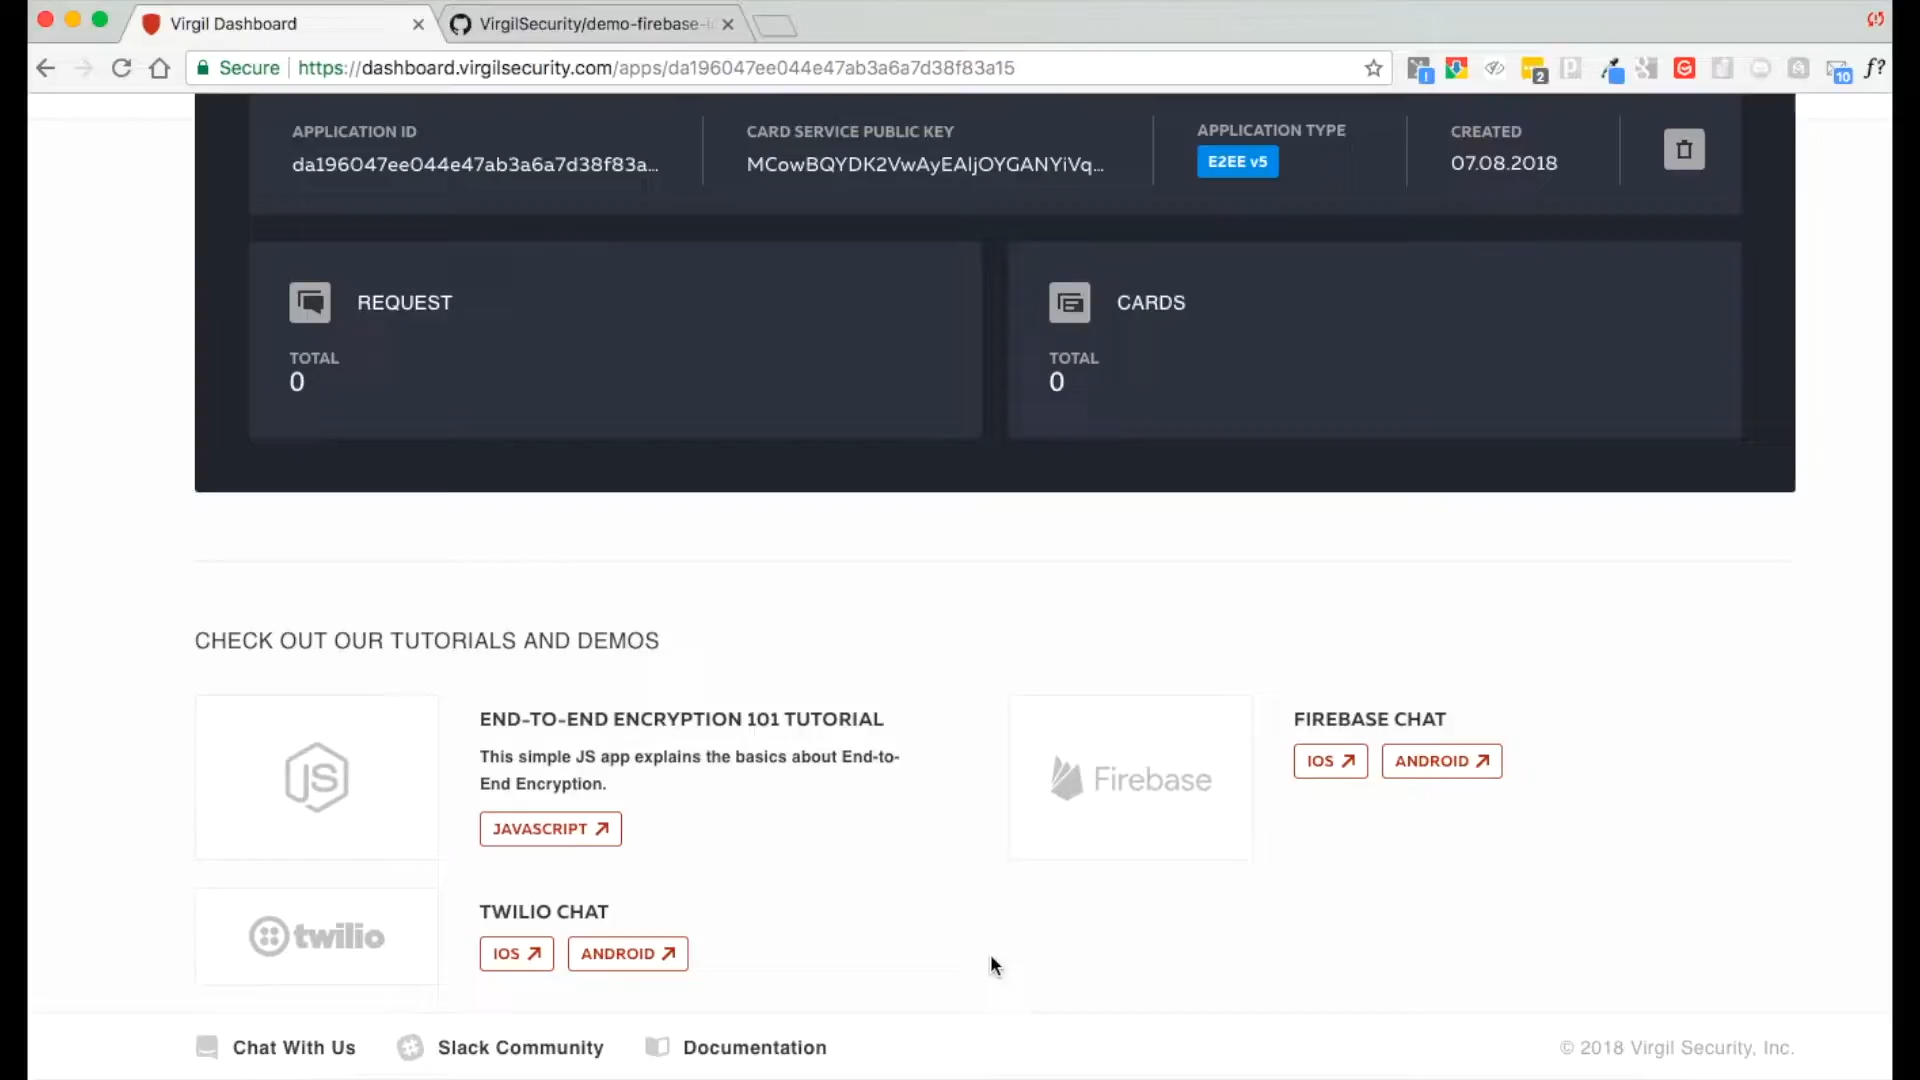 Virgil Dashboard
VirgilSecurity/demo-firebase-
Secure
https://dashboard.virgilsecurity.com/apps/da196047ee044e47ab3a6a7d38f83a15
2
10
f?
APPLICATION ID
da196047ee044e47ab3a6a7d38f83a...
CARD SERVICE PUBLIC KEY
MCowBQYDK2VwAyEAljOYGANYiVq...
APPLICATION TYPE
E2EE v5
CREATED
07.08.2018
REQUEST
TOTAL
0
CARDS
TOTAL
0
CHECK OUT OUR TUTORIALS AND DEMOS
JS
END-TO-END ENCRYPTION 101 TUTORIAL
This simple JS app explains the basics about End-to-
End Encryption.
JAVASCRIPT
Firebase
FIREBASE CHAT
IOS
ANDROID
twilio
TWILIO CHAT
IOS
ANDROID
Chat With Us
Slack Community
Documentation
© 2018 Virgil Security, Inc.